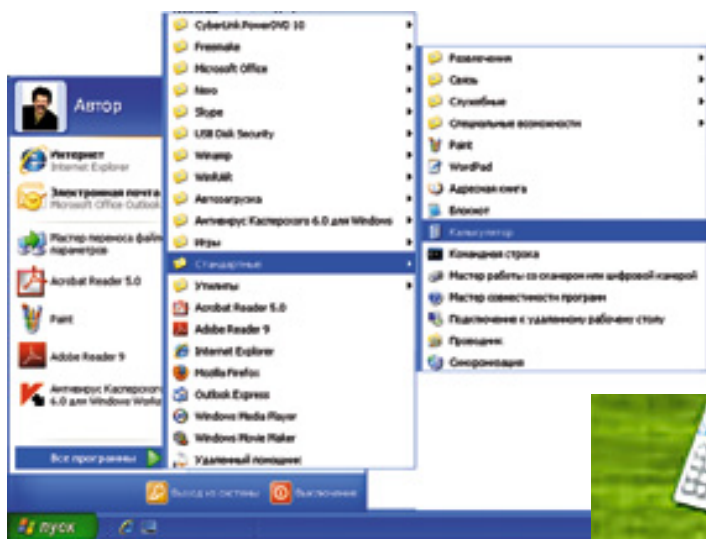 Автор
Интернет
Internet Explorer
Электронная почта
Microsoft Office Outlook
Мастер переноса файлов
параметров
Acrobat Reader 5.0
Paint
Adobe Reader 9
Антивирус Касперского
6.0 для Windows Works
Все программы
CyberLink PowerDVD 10
Freemake
Microsoft Office
Nero
Skype
USB Disk Security
Winamp
WinRAR
Автозагрузка
Антивирус Касперского 6.0 для Windows
Игры
Стандартные
Утилиты
Acrobat Reader 5.0
Adobe Reader 9
Internet Explorer
Mozilla Firefox
Outlook Express
Windows Media Player
Windows Movie Maker
Удаленный помощник
Развлечения
Связь
Служебные
Специальные возможности
Paint
WordPad
Адресная книга
Блокнот
Калькулятор
Командная строка
Мастер работы со сканером или цифровой камерой
Мастер совместимости программ
Подключение к удаленному рабочему столу
Проводник
Синхронизация
Выход из системы
Выключение
пуск